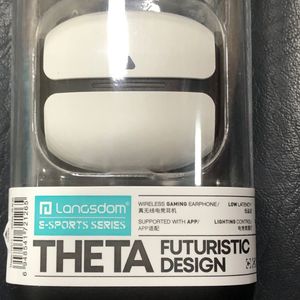 Langsdom
E-SPORTS SERIES
WIRELESS GAMING EARPHONE/
真无线电竞耳机
SUPPORTED WITH APP/
APP适配
LOW LATENCY
LIGHTING CONTROL
THETA
FUTURISTIC
DESIGN